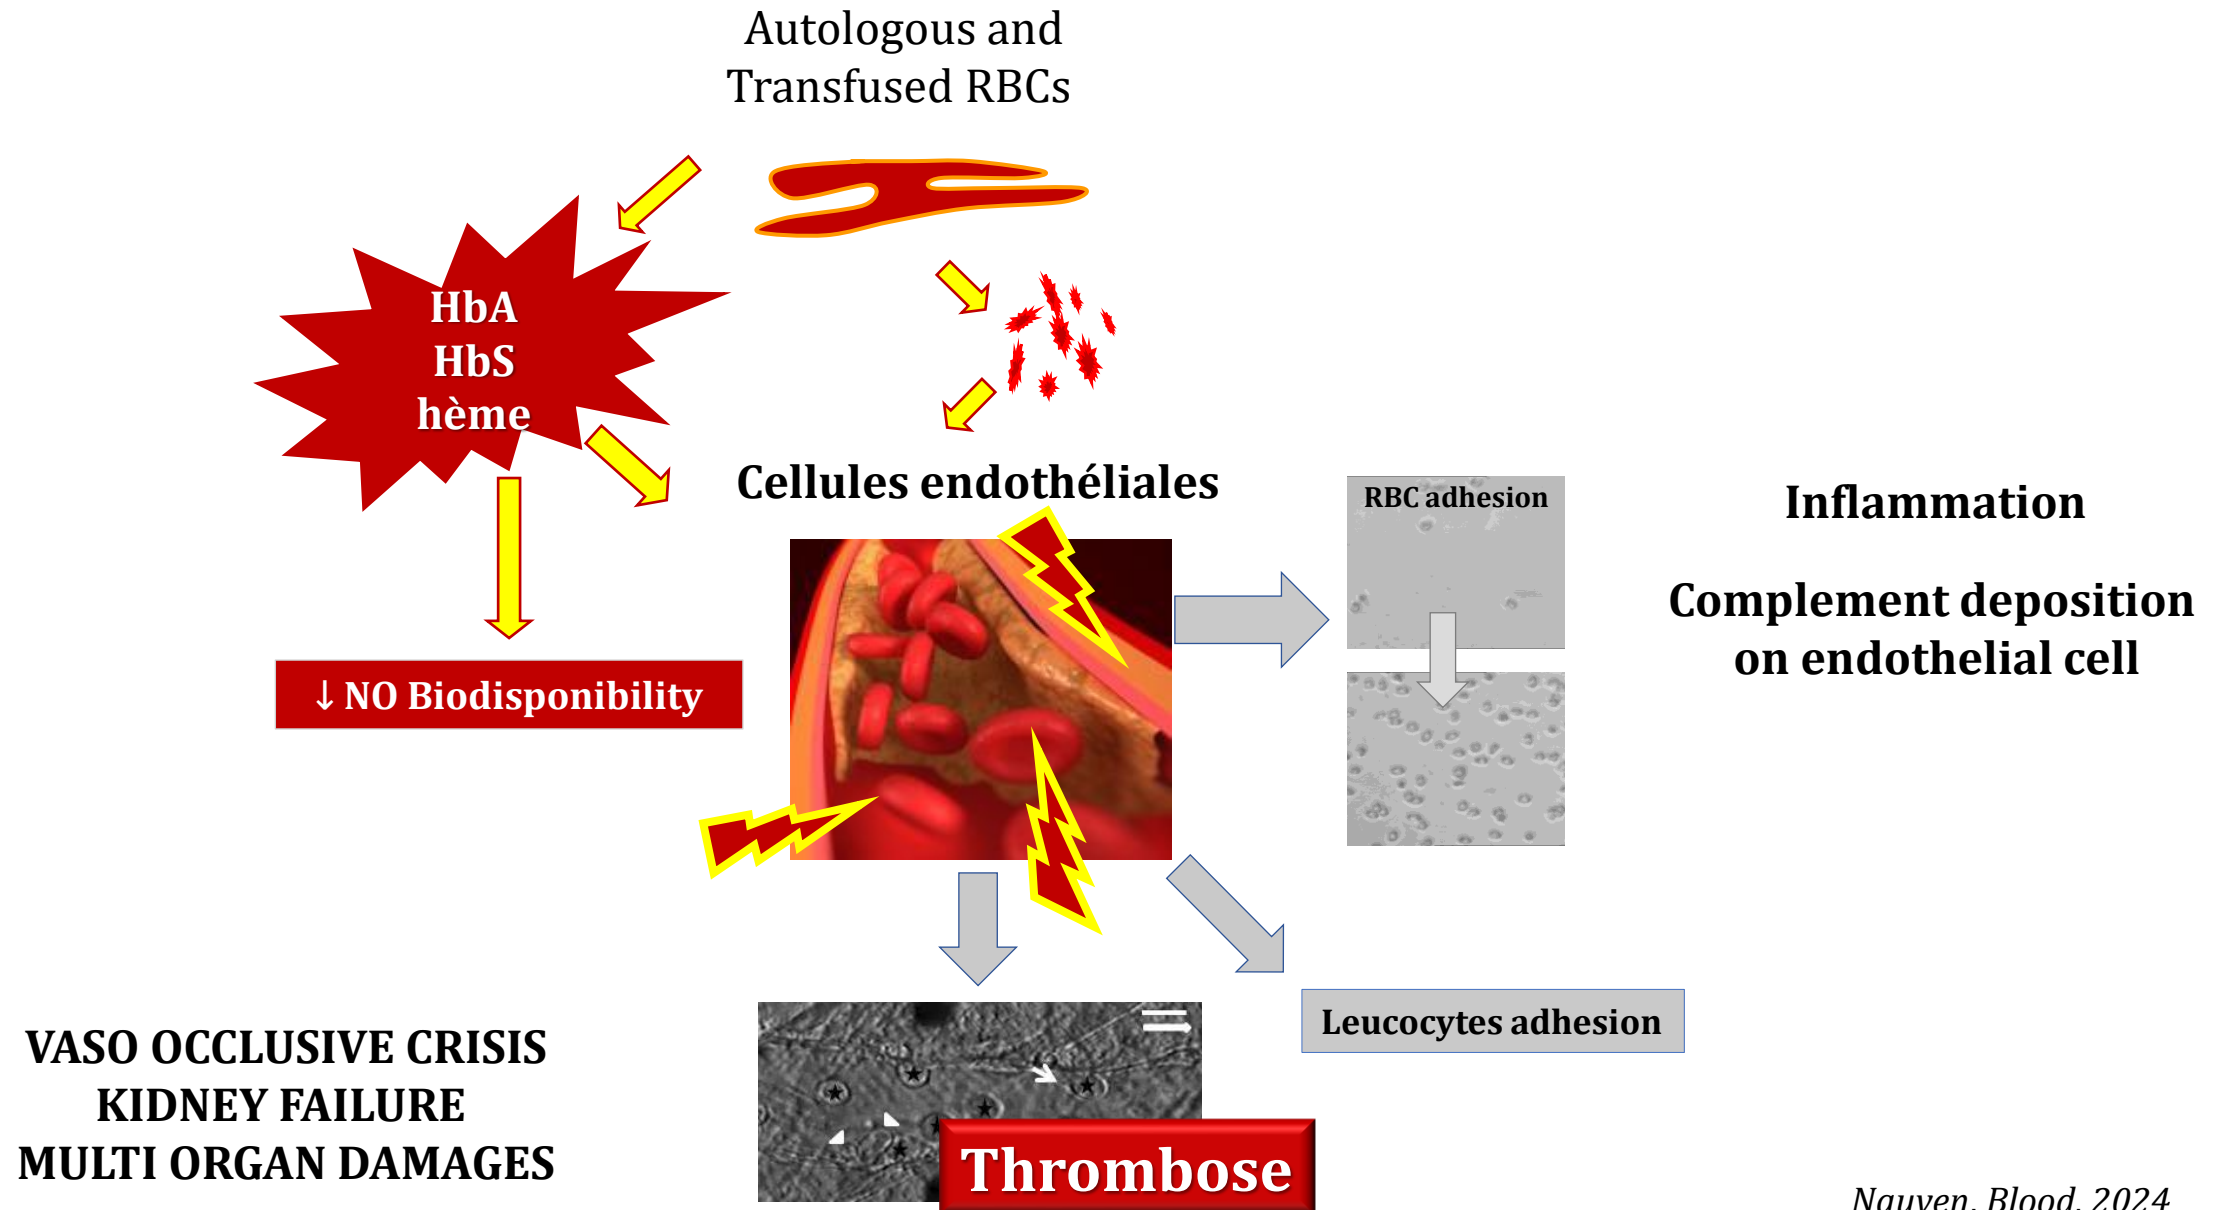 Autologous and
Transfused RBCs
HbA
HbS
hème
Cellules endothéliales
RBC adhesion
Inflammation
Complement deposition
on endothelial cell
↓ NO Biodisponibility
Leucocytes adhesion
VASO OCCLUSIVE CRISIS
KIDNEY FAILURE
MULTI ORGAN DAMAGES
Thrombose
Nguyen, Blood, 2024